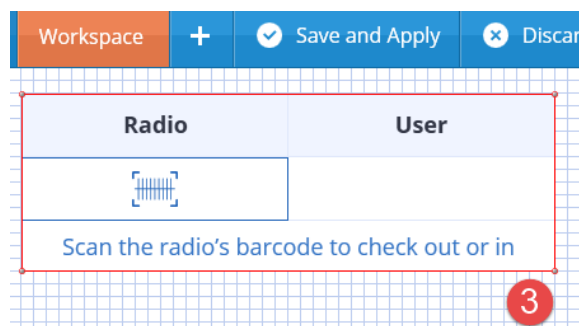 Workspace + Save and Apply Discar
Radio User
Scan the radio's barcode to check out or in
3